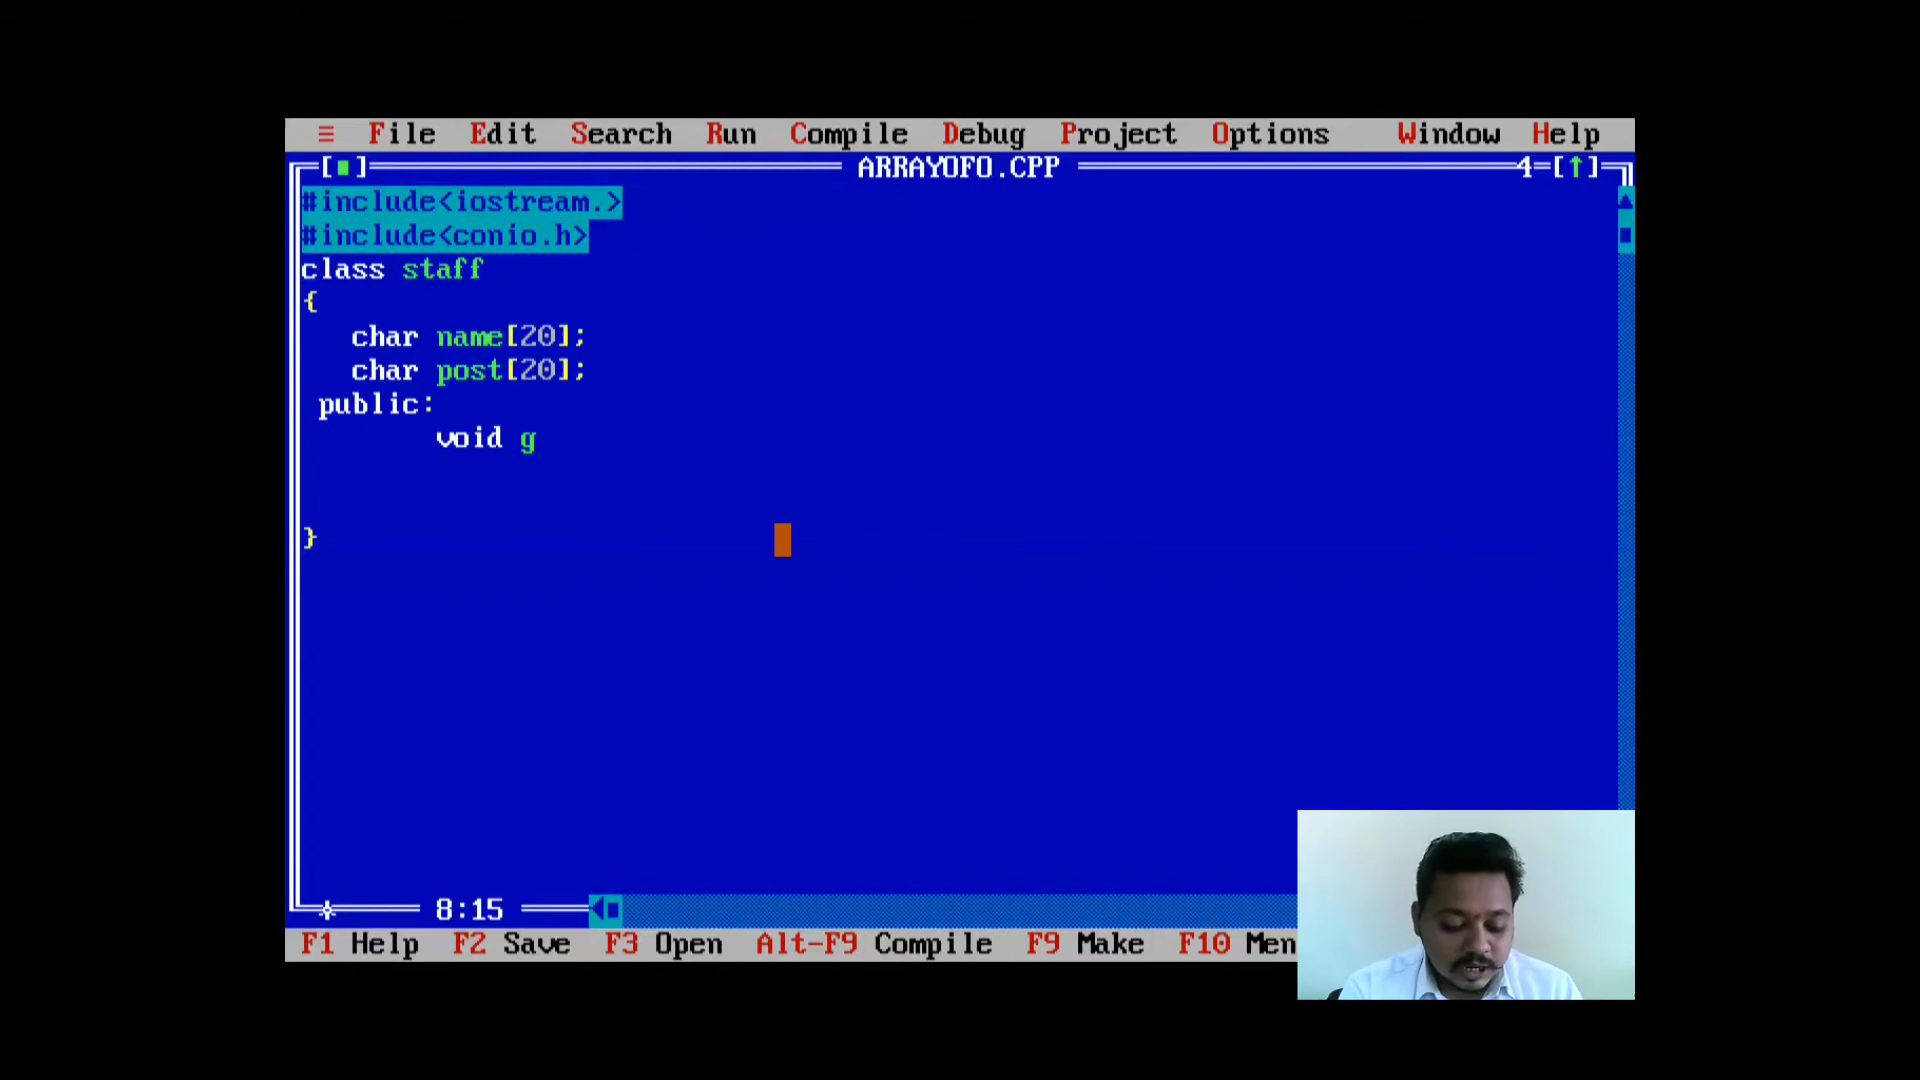 ≡ File Edit Search Run Compile Debug Project Options Window Help
[■] ARRAYOFO.CPP 4=[↑]
#include<iostream.>
#include<conio.h>
class staff
{
char name[20];
char post[20];
public:
void g
}
8:15
F1 Help F2 Save F3 Open Alt-F9 Compile F9 Make F10 Men